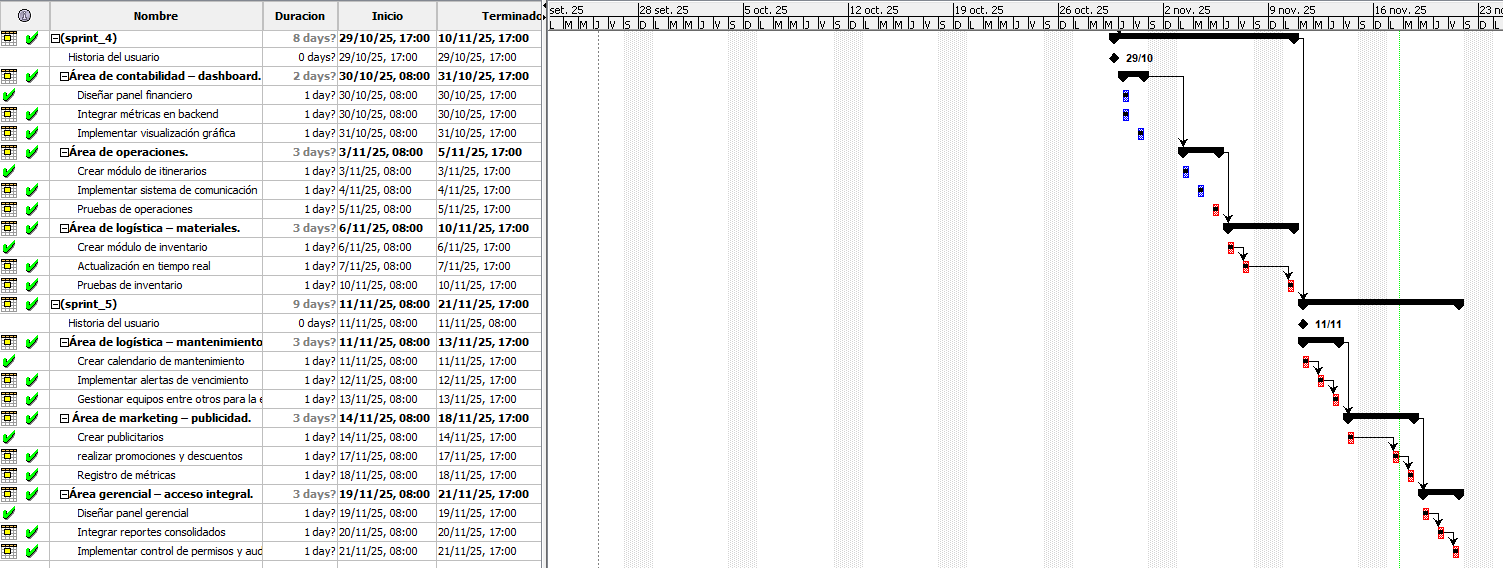 Nombre Duracion Inicio Terminado
(sprint_4) 8 days? 29/10/25, 17:00 10/11/25, 17:00
Historia del usuario 0 days? 29/10/25, 17:00 29/10/25, 17:00
Área de contabilidad – dashboard. 2 days? 30/10/25, 08:00 31/10/25, 17:00
Diseñar panel financiero 1 day? 30/10/25, 08:00 30/10/25, 17:00
Integrar métricas en backend 1 day? 30/10/25, 08:00 30/10/25, 17:00
Implementar visualización gráfica 1 day? 31/10/25, 08:00 31/10/25, 17:00
Área de operaciones. 3 days? 3/11/25, 08:00 5/11/25, 17:00
Crear módulo de itinerarios 1 day? 3/11/25, 08:00 3/11/25, 17:00
Implementar sistema de comunicación 1 day? 4/11/25, 08:00 4/11/25, 17:00
Pruebas de operaciones 1 day? 5/11/25, 08:00 5/11/25, 17:00
Área de logística – materiales. 3 days? 6/11/25, 08:00 10/11/25, 17:00
Crear módulo de inventario 1 day? 6/11/25, 08:00 6/11/25, 17:00
Actualización en tiempo real 1 day? 7/11/25, 08:00 7/11/25, 17:00
Pruebas de inventario 1 day? 10/11/25, 08:00 10/11/25, 17:00
(sprint_5) 9 days? 11/11/25, 08:00 21/11/25, 17:00
Historia del usuario 0 days? 11/11/25, 08:00 11/11/25, 08:00
Área de logística – mantenimiento 3 days? 11/11/25, 08:00 13/11/25, 17:00
Crear calendario de mantenimiento 1 day? 11/11/25, 08:00 11/11/25, 17:00
Implementar alertas de vencimiento 1 day? 12/11/25, 08:00 12/11/25, 17:00
Gestionar equipos entre otros para la e 1 day? 13/11/25, 08:00 13/11/25, 17:00
Área de marketing – publicidad. 3 days? 14/11/25, 08:00 18/11/25, 17:00
Crear publicitarios 1 day? 14/11/25, 08:00 14/11/25, 17:00
realizar promociones y descuentos 1 day? 17/11/25, 08:00 17/11/25, 17:00
Registro de métricas 1 day? 18/11/25, 08:00 18/11/25, 17:00
Área gerencial – acceso integral. 3 days? 19/11/25, 08:00 21/11/25, 17:00
Diseñar panel gerencial 1 day? 19/11/25, 08:00 19/11/25, 17:00
Integrar reportes consolidados 1 day? 20/11/25, 08:00 20/11/25, 17:00
Implementar control de permisos y aud 1 day? 21/11/25, 08:00 21/11/25, 17:00
set. 25 28 set. 25 5 oct. 25 12 oct. 25 19 oct. 25 26 oct. 25 2 nov. 25 9 nov. 25 16 nov. 25 23 no
L M M J V S D L M M J V S D L M M J V S D L M M J V S D L M M J V S D L M M J V S D L M M J V S D L M M J V S D L M M J V S D L
29/10
11/11